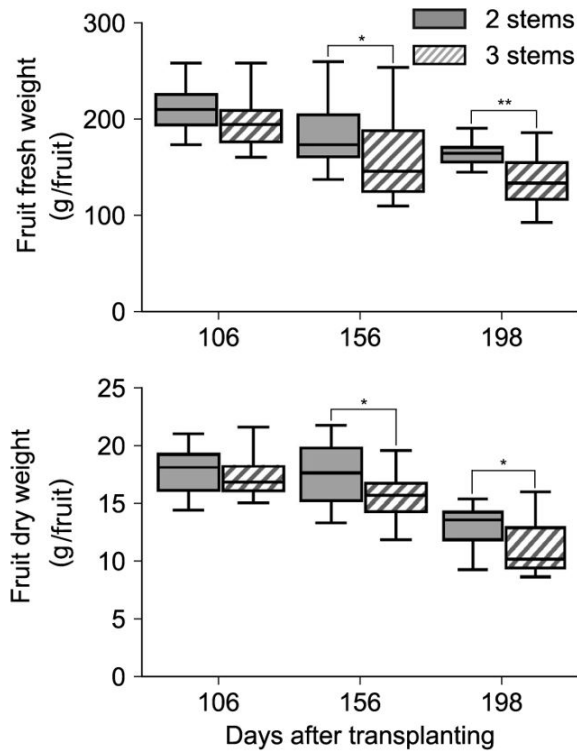 2 stems
3 stems
Fruit fresh weight
(g/fruit)
300
200
100
0
*
**
106 156 198
Fruit dry weight
(g/fruit)
25
20
15
10
5
0
*
*
106 156 198
Days after transplanting